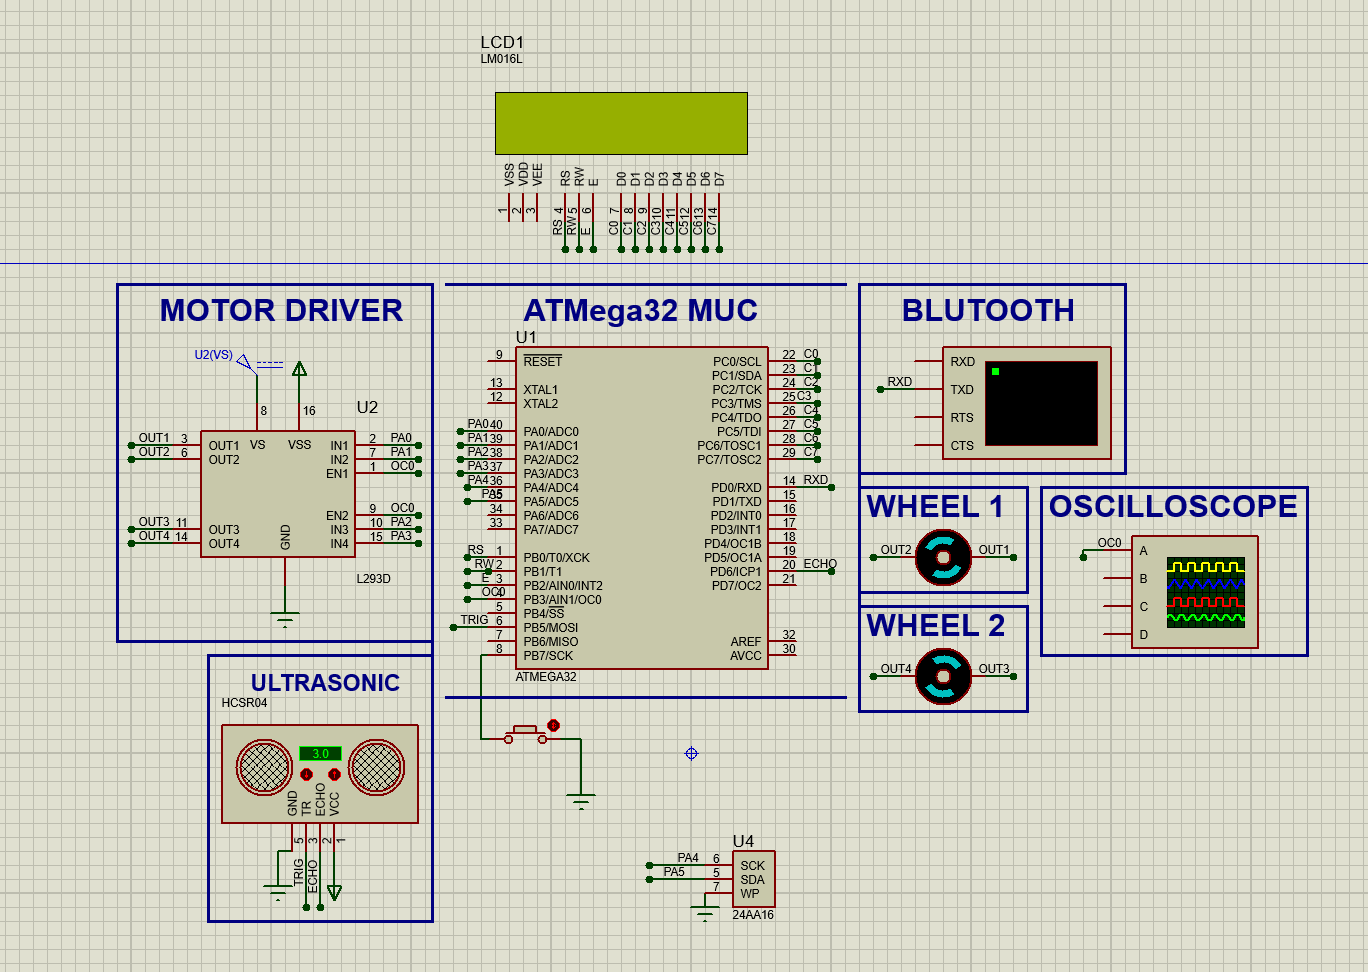 LCD1
LM016L
VSS VDD VEE RS RW E D0 D1 D2 D3 D4 D5 D6 D7
1 2 3 4 5 6 7 8 9 10 11 12 13 14
RS RW E C0 C1 C2 C3 C4 C5 C6 C7
MOTOR DRIVER
U2(VS)
8 16
U2
VS VSS
OUT1 3 OUT1 IN1 2 PA0
OUT2 6 OUT2 IN2 7 PA1
EN1 1 OC0
EN2 9 OC0
OUT3 11 OUT3 IN3 10 PA2
OUT4 14 OUT4 IN4 15 PA3
GND
L293D
ATMega32 MUC
U1
9 RESET PC0/SCL 22 C0
PC1/SDA 23 C1
13 XTAL1 PC2/TCK 24 C2
12 XTAL2 PC3/TMS 25 C3
PC4/TDO 26 C4
PA0 40 PA0/ADC0 PC5/TDI 27 C5
PA1 39 PA1/ADC1 PC6/TOSC1 28 C6
PA2 38 PA2/ADC2 PC7/TOSC2 29 C7
PA3 37 PA3/ADC3
PA4 36 PA4/ADC4 PD0/RXD 14 RXD
PA5 35 PA5/ADC5 PD1/TXD 15
34 PA6/ADC6 PD2/INT0 16
33 PA7/ADC7 PD3/INT1 17
PD4/OC1B 18
RS 1 PB0/T0/XCK PD5/OC1A 19
RW 2 PB1/T1 PD6/ICP1 20 ECHO
E 3 PB2/AIN0/INT2 PD7/OC2 21
OC0 4 PB3/AIN1/OC0
5 PB4/SS
TRIG 6 PB5/MOSI
7 PB6/MISO AREF 32
8 PB7/SCK AVCC 30
ATMEGA32
BLUTOOTH
RXD
RXD TXD
RTS
CTS
WHEEL 1
OUT2 OUT1
WHEEL 2
OUT4 OUT3
OSCILLOSCOPE
OC0 A
B
C
D
ULTRASONIC
HCSR04
3.0
GND TR ECHO VCC
5 3 2 1
TRIG ECHO
U4
PA4 6 SCK
PA5 5 SDA
7 WP
24AA16